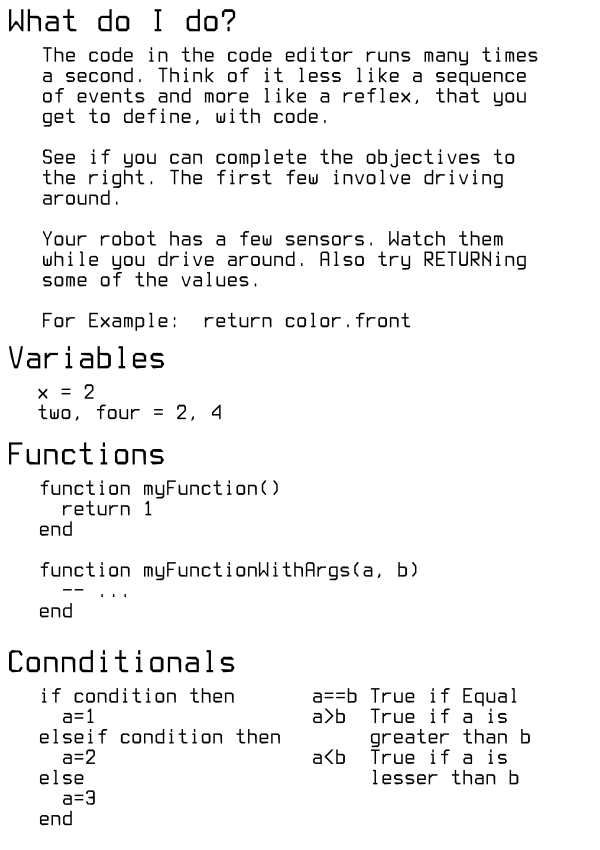 What do I do?
The code in the code editor runs many times
a second. Think of it less like a sequence
of events and more like a reflex, that you
get to define, with code.
See if you can complete the objectives to
the right. The first few involve driving
around.
Your robot has a few sensors. Watch them
while you drive around. Also try RETURNing
some of the values.
For Example:  return color.front
Variables
x = 2
two, four = 2, 4
Functions
function myFunction()
  return 1
end
function myFunctionWithArgs(a, b)
  -- ...
end
Connditionals
if condition then
  a=1
elseif condition then
  a=2
else
  a=3
end
a==b True if Equal
a>b  True if a is
greater than b
a<b  True if a is
lesser than b